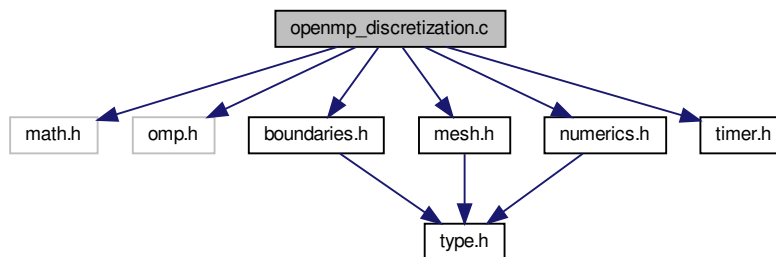 openmp_discretization.c
math.h
omp.h
boundaries.h
mesh.h
numerics.h
timer.h
type.h